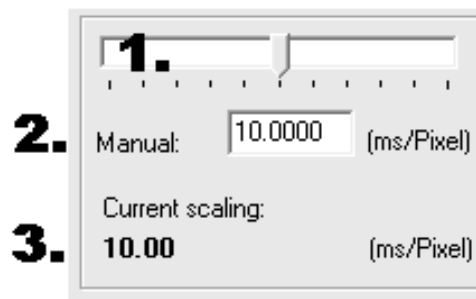 1.
2. Manual: 10.0000 (ms/Pixel)
Current scaling:
3. 10.00 (ms/Pixel)